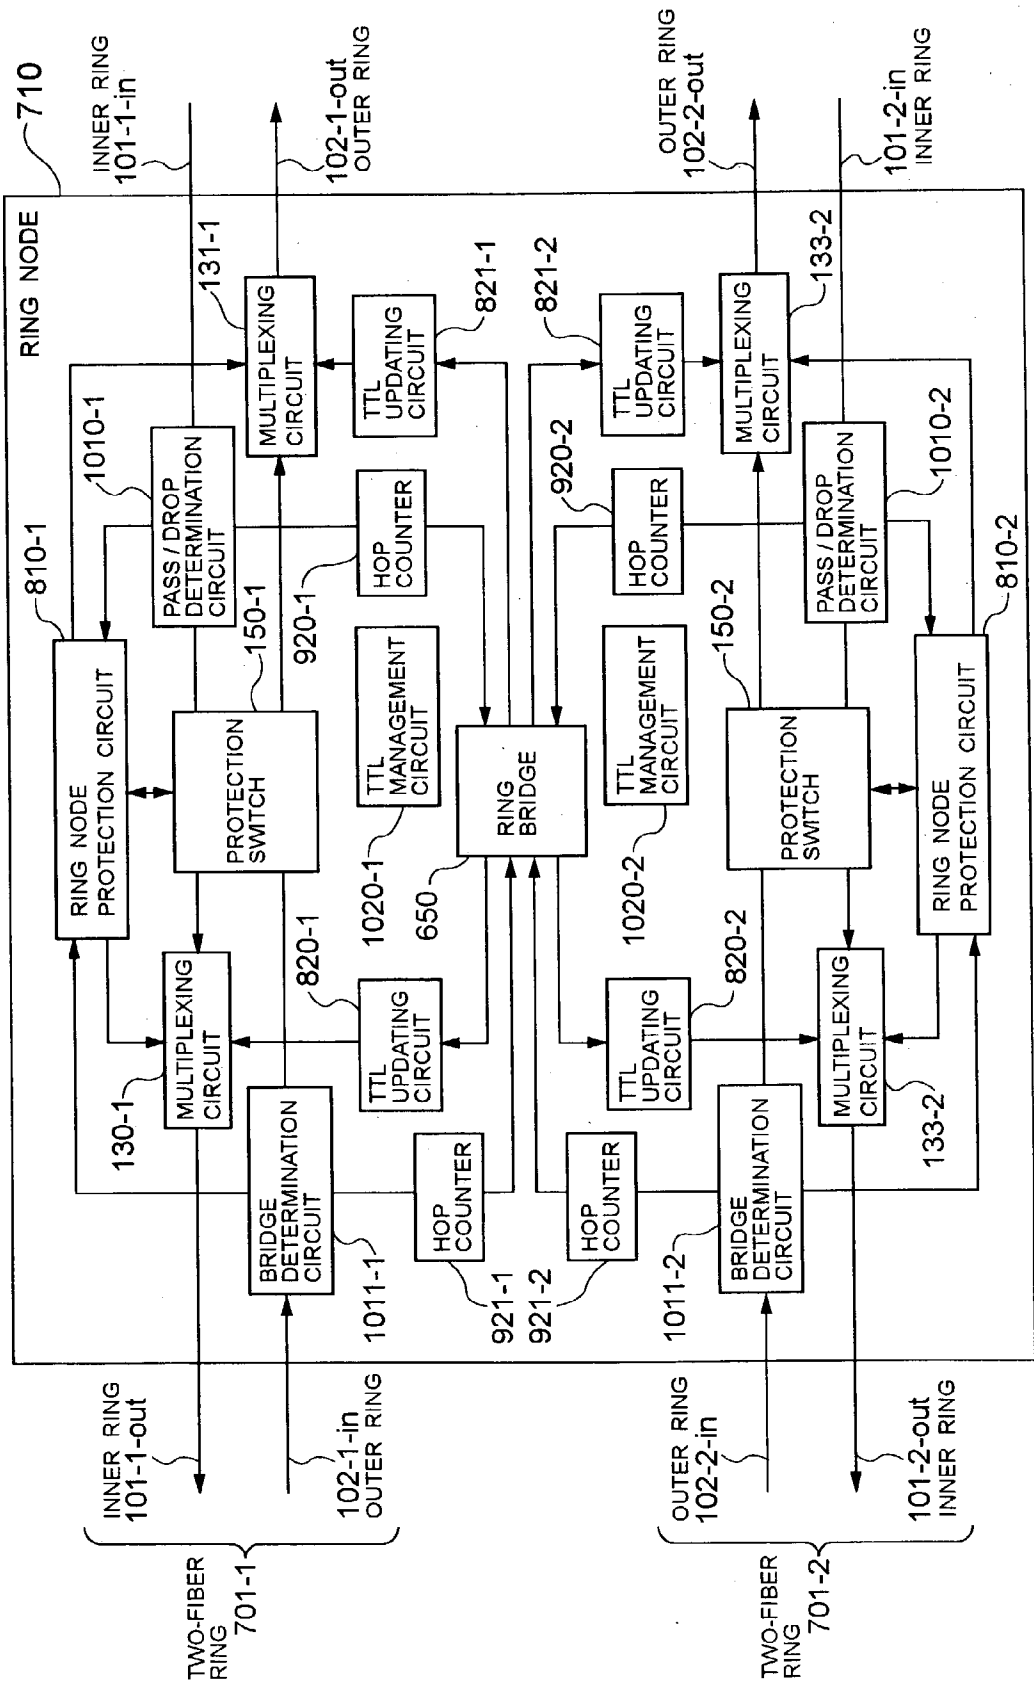 RING NODE
710
INNER RING
101-1-in
102-1-out
OUTER RING
OUTER RING
102-2-out
101-2-in
INNER RING
810-1
RING NODE
PROTECTION CIRCUIT
1010-1
PASS / DROP
DETERMINATION
CIRCUIT
131-1
MULTIPLEXING
CIRCUIT
TTL
UPDATING
CIRCUIT
821-1
150-1
PROTECTION
SWITCH
920-1
HOP
COUNTER
TTL
MANAGEMENT
CIRCUIT
1020-1
130-1
MULTIPLEXING
CIRCUIT
820-1
TTL
UPDATING
CIRCUIT
BRIDGE
DETERMINATION
CIRCUIT
1011-1
HOP
COUNTER
921-1
RING
BRIDGE
650
821-2
TTL
UPDATING
CIRCUIT
MULTIPLEXING
CIRCUIT
133-2
920-2
HOP
COUNTER
PASS / DROP
DETERMINATION
CIRCUIT
1010-2
TTL
MANAGEMENT
CIRCUIT
1020-2
150-2
PROTECTION
SWITCH
RING NODE
PROTECTION CIRCUIT
810-2
TTL
UPDATING
CIRCUIT
820-2
MULTIPLEXING
CIRCUIT
133-2
HOP
COUNTER
921-2
BRIDGE
DETERMINATION
CIRCUIT
1011-2
INNER RING
101-1-out
102-1-in
OUTER RING
TWO-FIBER
RING
701-1
OUTER RING
102-2-in
101-2-out
INNER RING
TWO-FIBER
RING
701-2